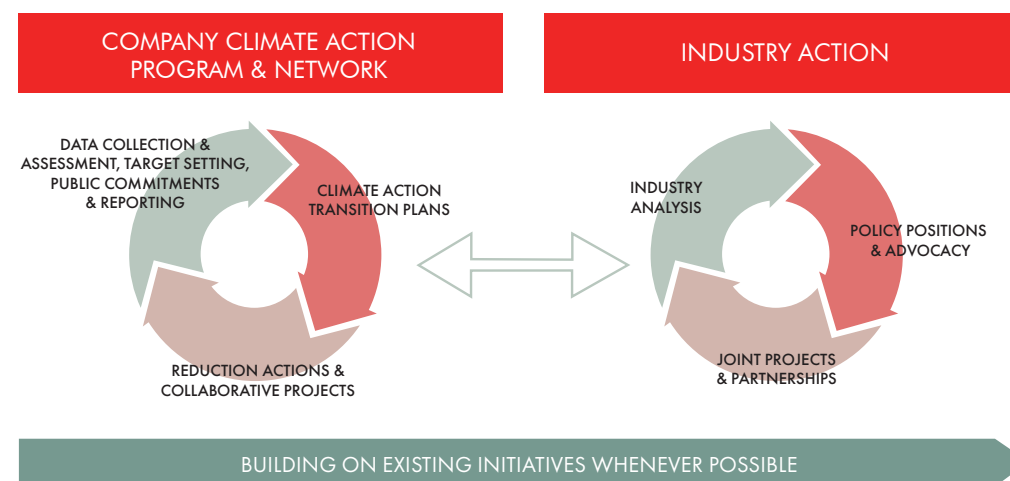 COMPANY CLIMATE ACTION
PROGRAM & NETWORK
INDUSTRY ACTION
DATA COLLECTION &
ASSESSMENT, TARGET SETTING,
PUBLIC COMMITMENTS
& REPORTING
CLIMATE ACTION
TRANSITION PLANS
REDUCTION ACTIONS &
COLLABORATIVE PROJECTS
INDUSTRY
ANALYSIS
POLICY POSITIONS
& ADVOCACY
JOINT PROJECTS
& PARTNERSHIPS
BUILDING ON EXISTING INITIATIVES WHENEVER POSSIBLE